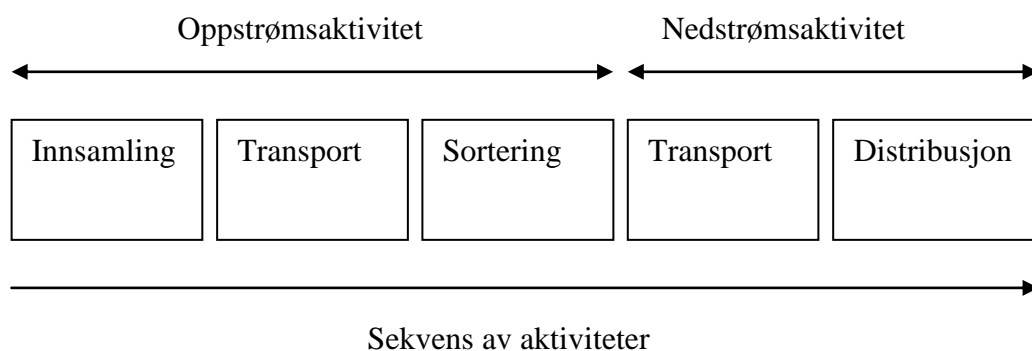 Oppstrømsaktivitet Nedstrømsaktivitet
Innsamling Transport Sortering Transport Distribusjon
Sekvens av aktiviteter